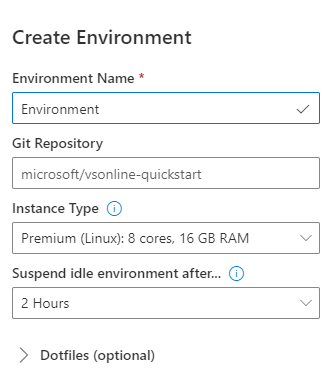 Create Environment
Environment Name *
Environment
Git Repository
microsoft/vsonline-quickstart
Instance Type
Premium (Linux): 8 cores, 16 GB RAM
Suspend idle environment after...
2 Hours
Dotfiles (optional)